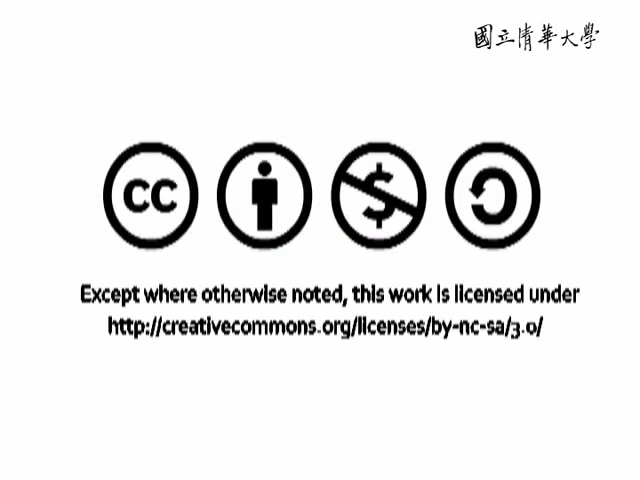 國立清華大學
cc
Except where otherwise noted, this work is licensed under
http://creativecommons.org/licenses/by-nc-sa/3.0/